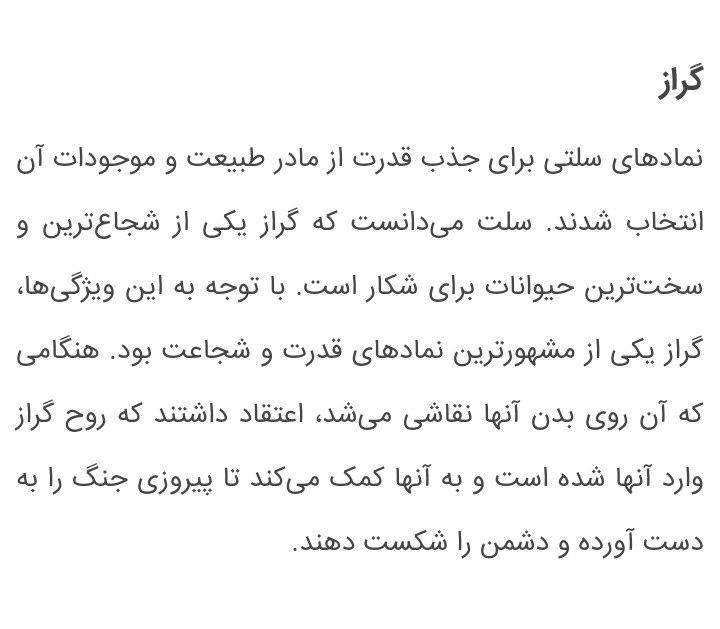 گراز
نمادهای سلتی برای جذب قدرت از مادر طبیعت و موجودات آن
انتخاب شدند. سلت می‌دانست که گراز یکی از شجاع‌ترین و
سخت‌ترین حیوانات برای شکار است. با توجه به این ویژگی‌ها،
گراز یکی از مشهورترین نمادهای قدرت و شجاعت بود. هنگامی
که آن روی بدن آنها نقاشی می‌شد، اعتقاد داشتند که روح گراز
وارد آنها شده است و به آنها کمک می‌کند تا پیروزی جنگ را به
دست آورده و دشمن را شکست دهند.